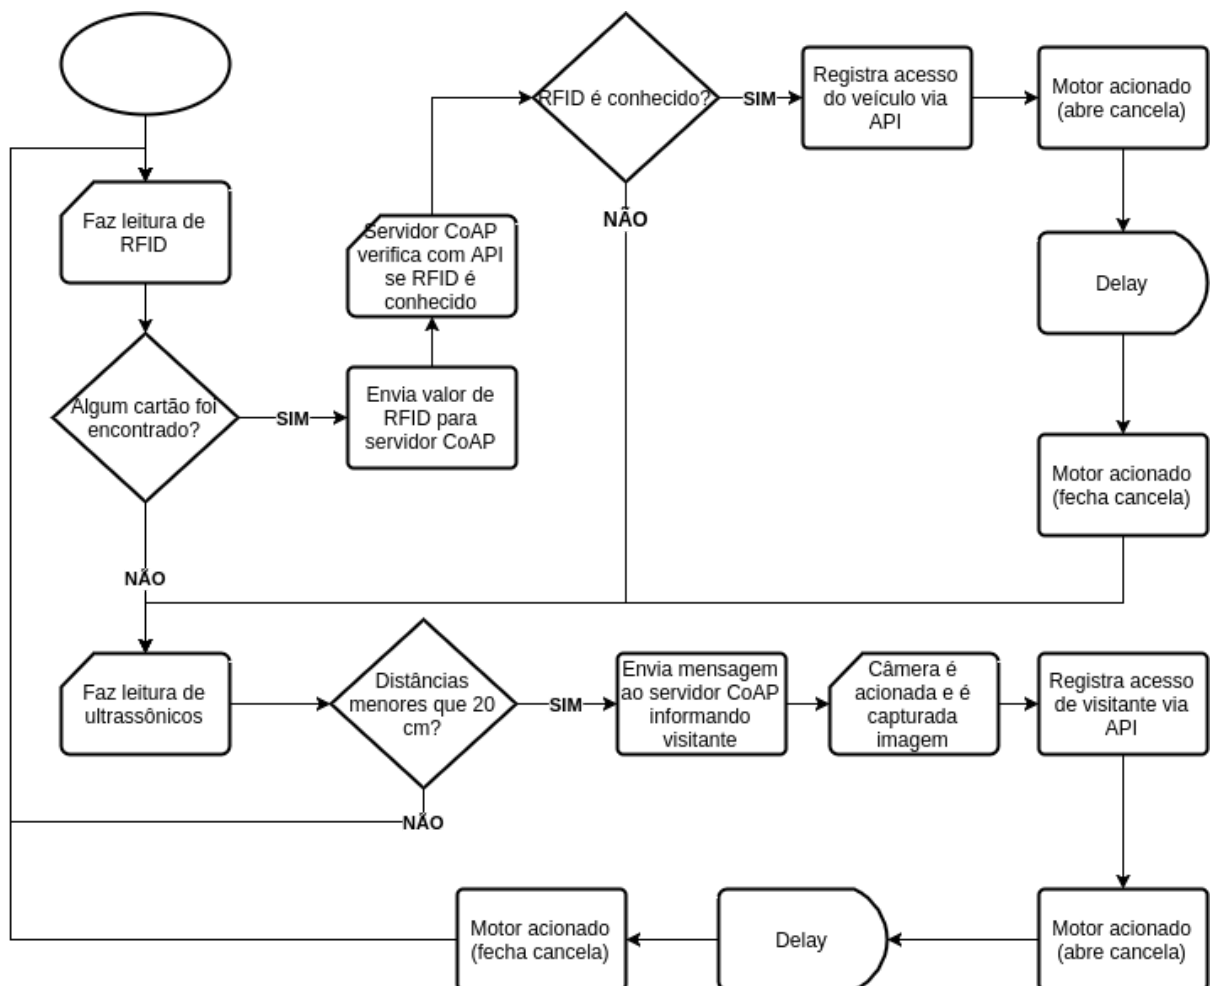 RFID é conhecido?
SIM
Registra acesso
do veículo via
API
Motor acionado
(abre cancela)
Faz leitura de
RFID
Servidor CoAP
verifica com API
se RFID é
conhecido
NÃO
Delay
Algum cartão foi
encontrado?
SIM
Envia valor de
RFID para
servidor CoAP
Motor acionado
(fecha cancela)
NÃO
Faz leitura de
ultrassônicos
Distâncias
menores que 20
cm?
SIM
Envia mensagem
ao servidor CoAP
informando
visitante
Câmera é
acionada e é
capturada
imagem
Registra acesso
de visitante via
API
NÃO
Motor acionado
(fecha cancela)
Delay
Motor acionado
(abre cancela)